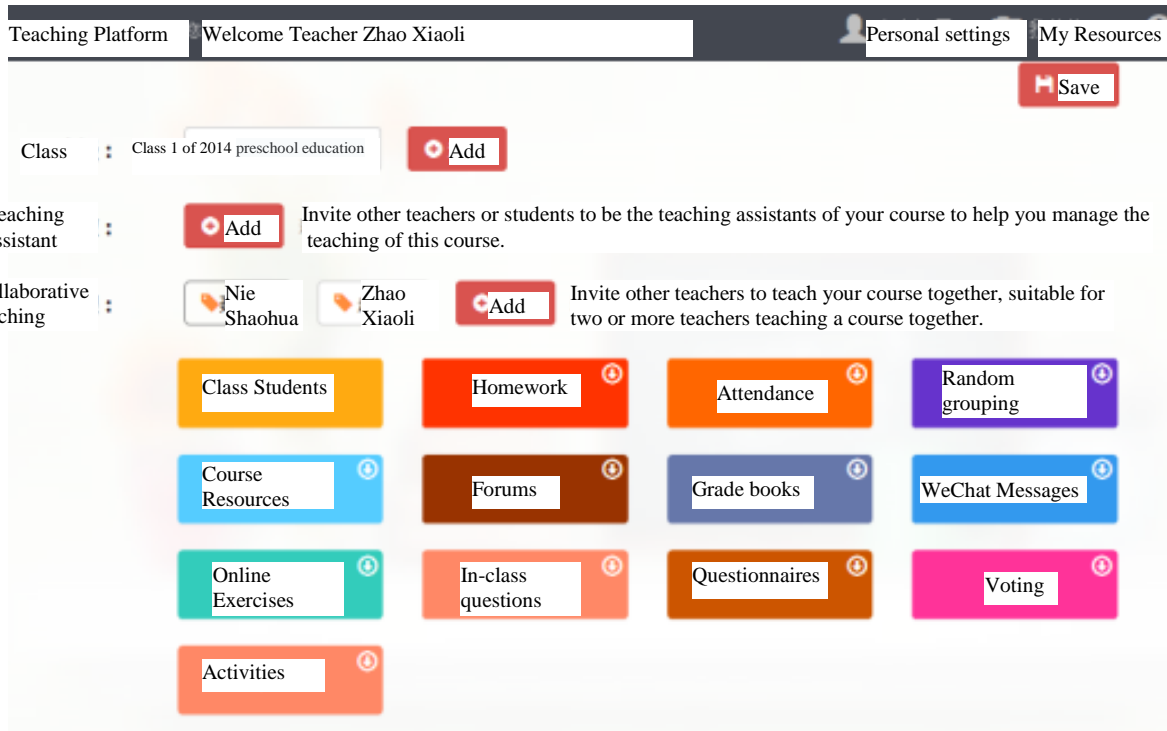 Teaching Platform Welcome Teacher Zhao Xiaoli Personal settings My Resources
Save
Class : Class 1 of 2014 preschool education Add
eaching
ssistant : Add Invite other teachers or students to be the teaching assistants of your course to help you manage the
teaching of this course.
llaborative
ching : Nie
Shaohua Zhao
Xiaoli Add Invite other teachers to teach your course together, suitable for
two or more teachers teaching a course together.
Class Students Homework Attendance Random
grouping
Course
Resources Forums Grade books WeChat Messages
Online
Exercises In-class
questions Questionnaires Voting
Activities